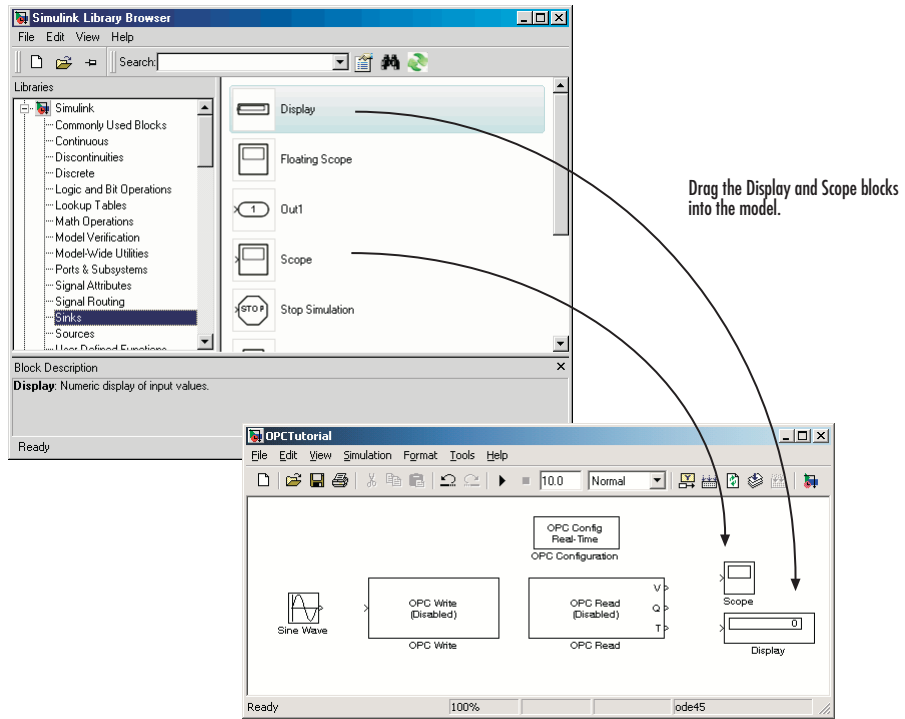 Simulink Library Browser
File Edit View Help
Search:
Libraries
Simulink
Commonly Used Blocks
Continuous
Discontinuities
Discrete
Logic and Bit Operations
Lookup Tables
Math Operations
Model Verification
Model-Wide Utilities
Ports & Subsystems
Signal Attributes
Signal Routing
Sinks
Sources
User-Defined Functions
Display
Floating Scope
1
Out1
Scope
STOP
Stop Simulation
Block Description
Display: Numeric display of input values.
Ready
Drag the Display and Scope blocks
into the model.
OPCTutorial
File Edit View Simulation Format Tools Help
10.0 Normal
OPC Config
Real-Time
OPC Configuration
Sine Wave
OPC Write
(Disabled)
OPC Write
OPC Read
(Disabled)
V
Q
T
OPC Read
Scope
0
Display
Ready 100% ode45